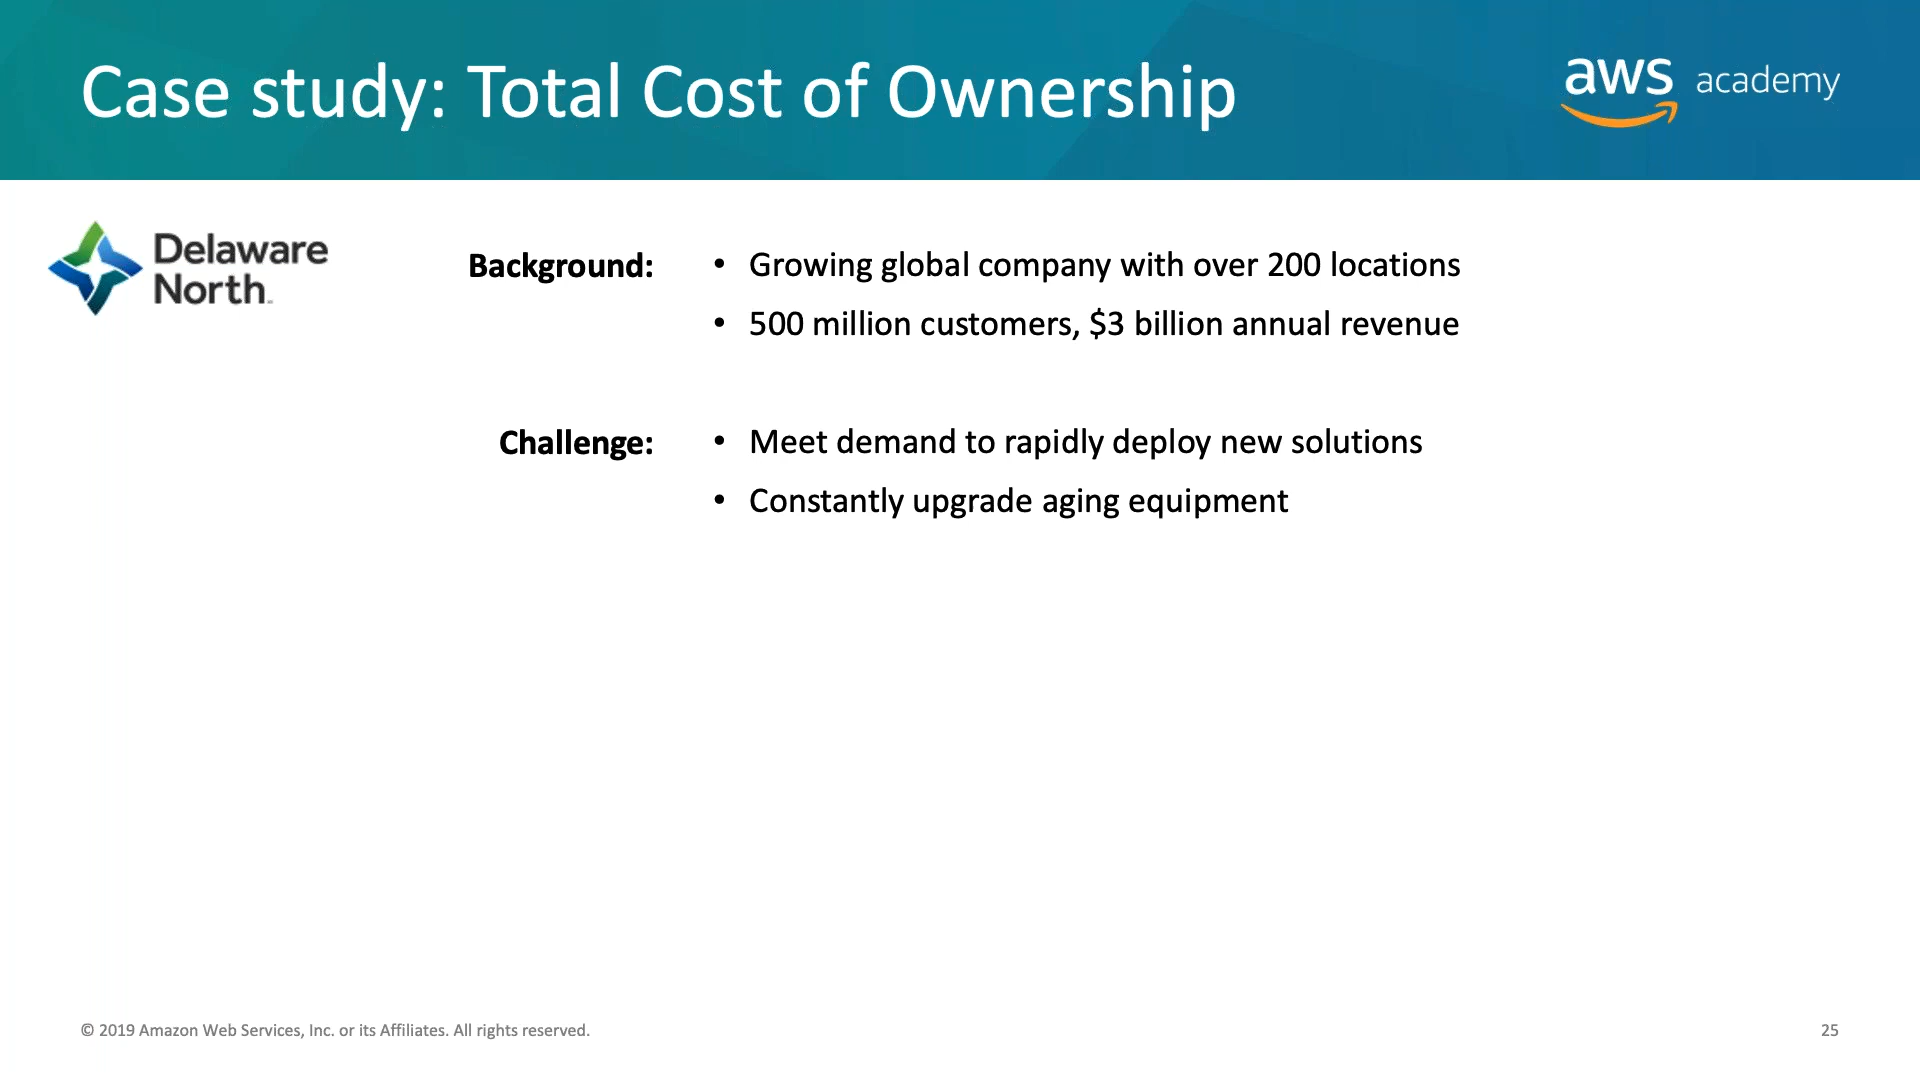 Case study: Total Cost of Ownership
aws academy
Delaware
North
Background:
• Growing global company with over 200 locations
• 500 million customers, $3 billion annual revenue
Challenge:
• Meet demand to rapidly deploy new solutions
• Constantly upgrade aging equipment
© 2019 Amazon Web Services, Inc. or its Affiliates. All rights reserved.
25